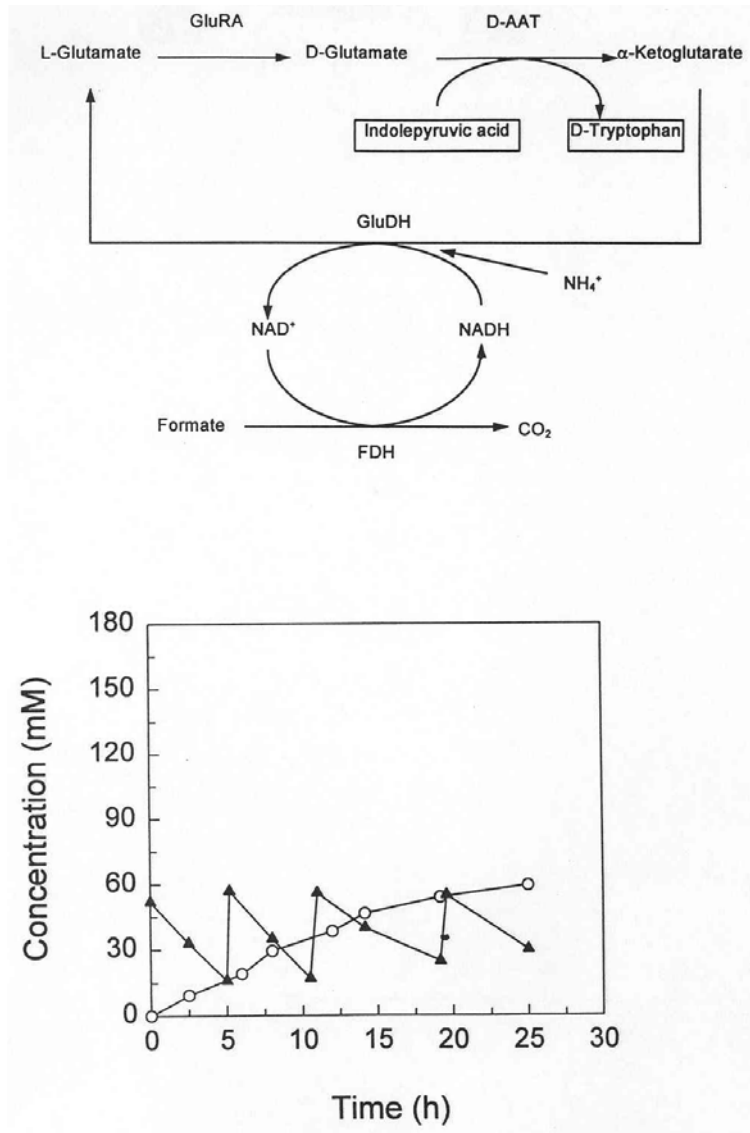 GluRA D-AAT
L-Glutamate D-Glutamate α-Ketoglutarate
Indolepyruvic acid D-Tryptophan
GluDH
NH₄⁺
NAD⁺ NADH
Formate CO₂
FDH
180
150
120
90
60
30
0
Concentration (mM)
0 5 10 15 20 25 30
Time (h)